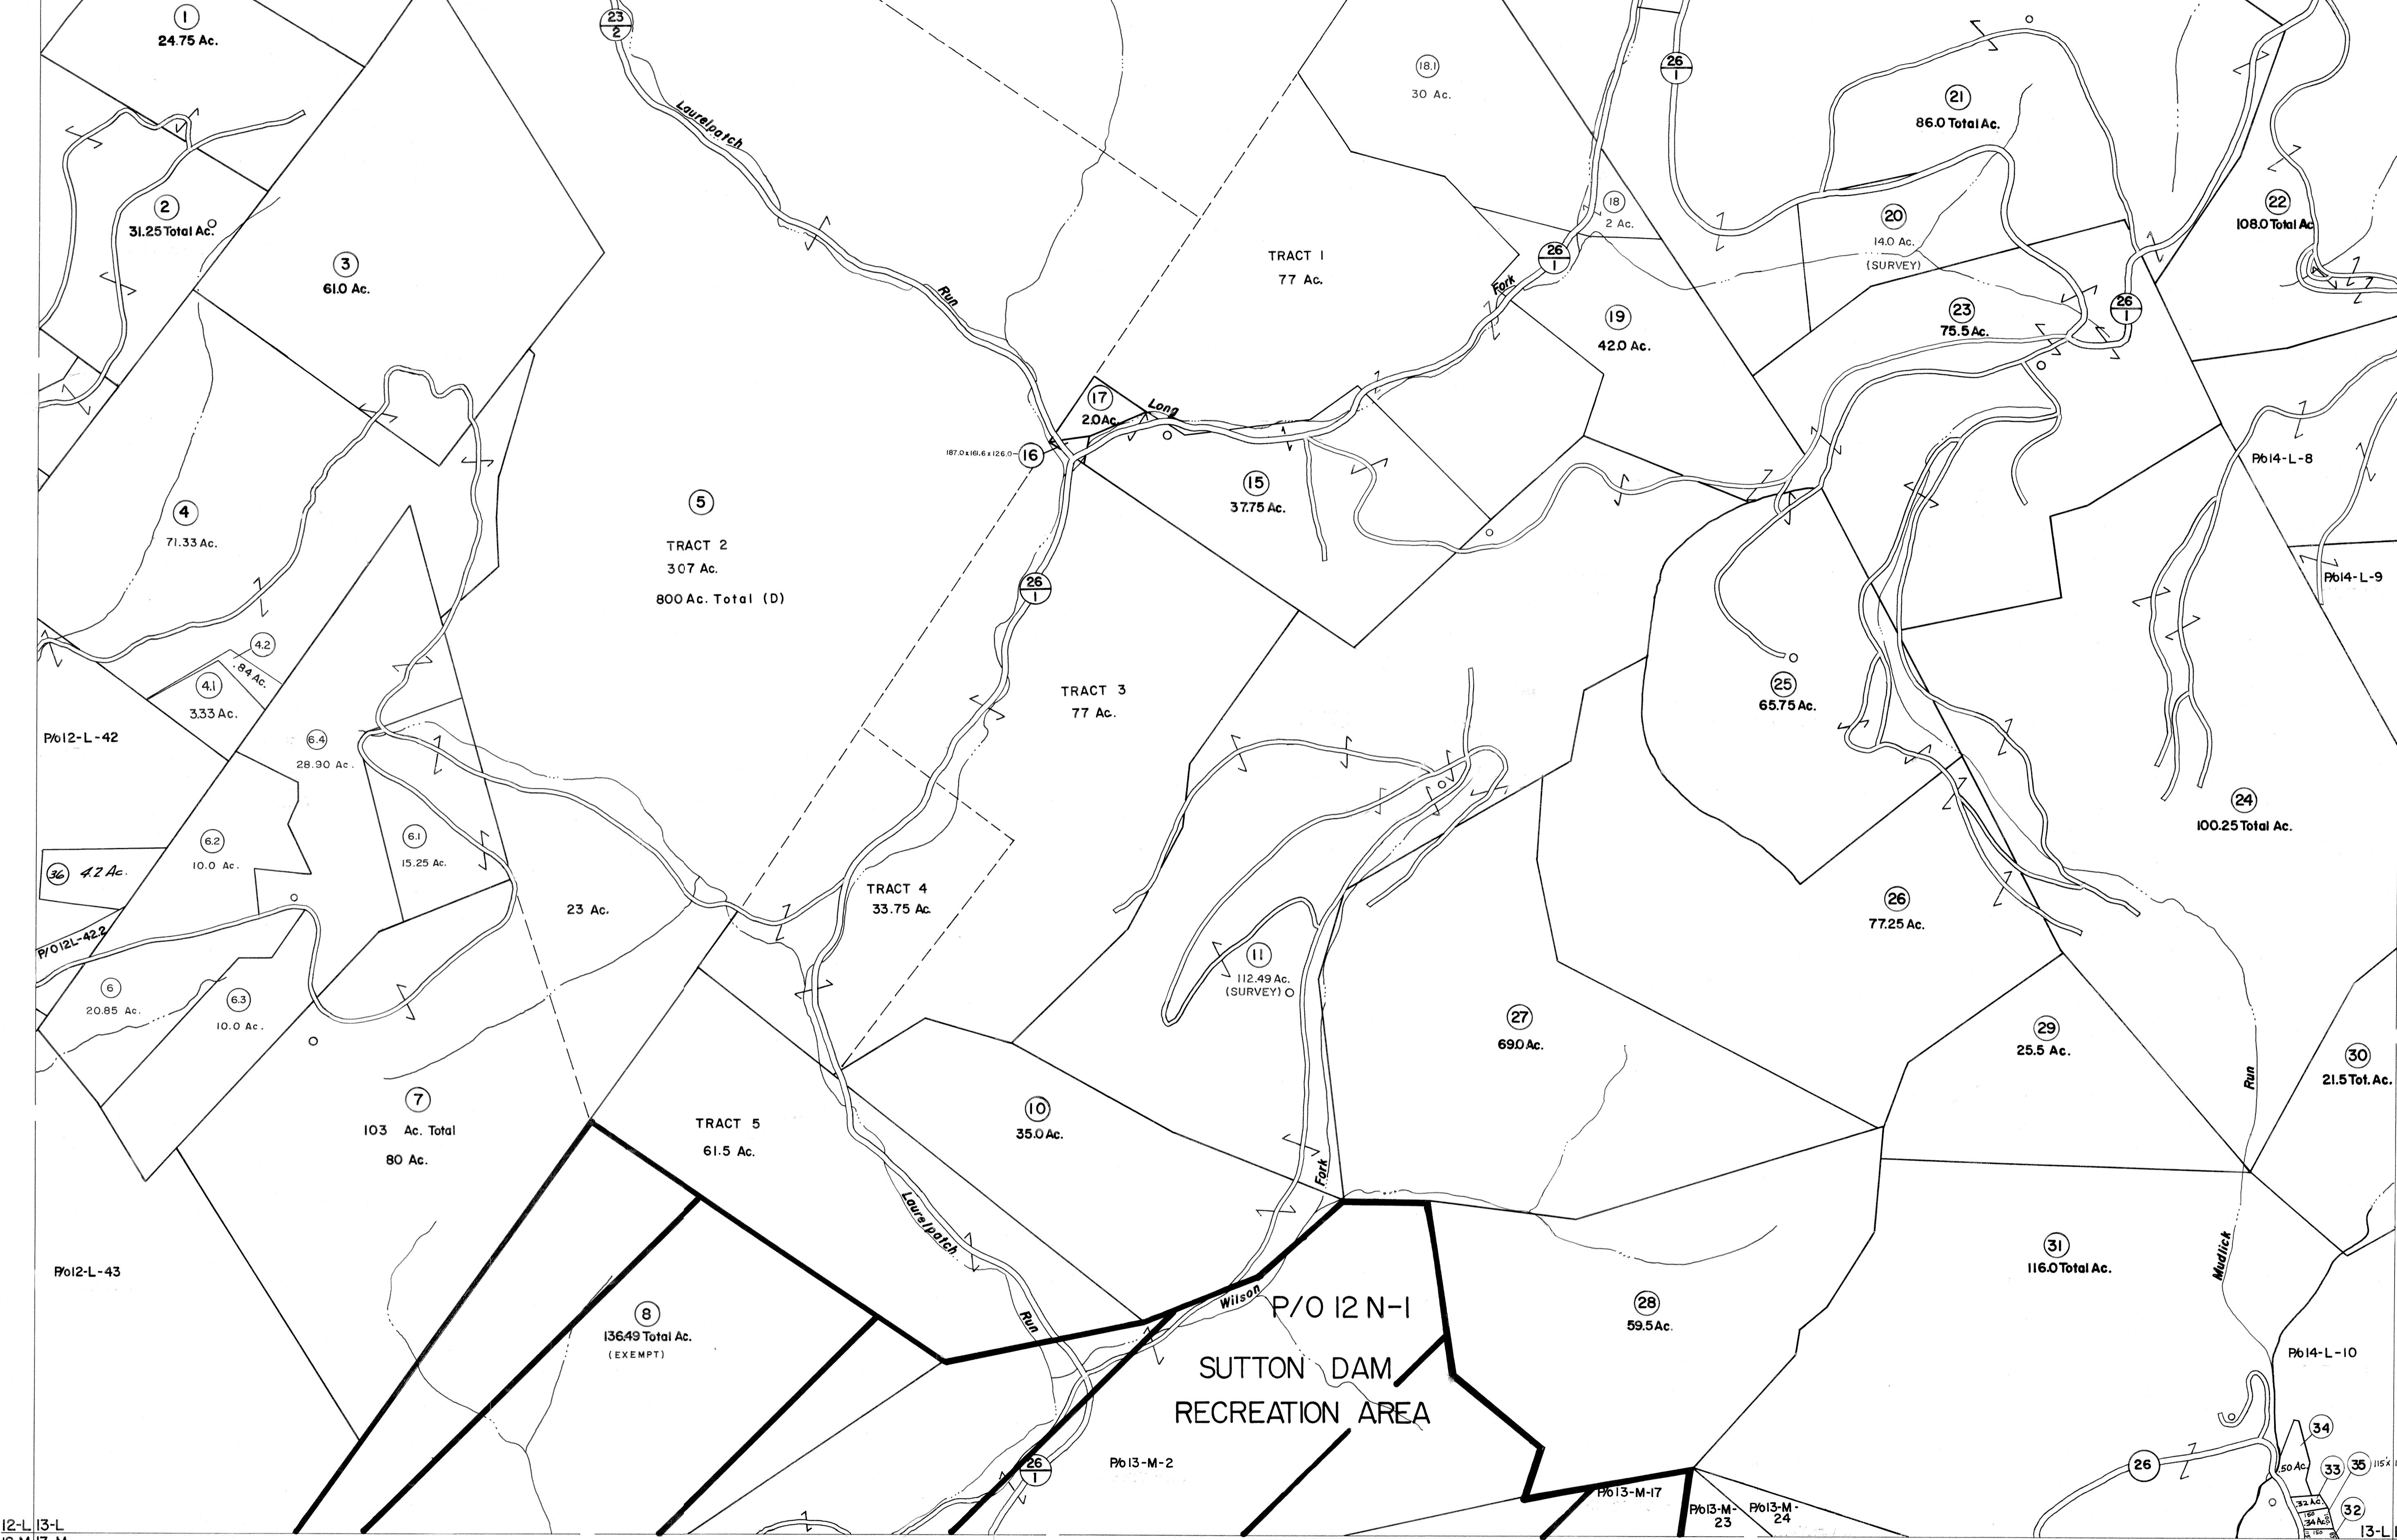 1
24.75 Ac.
2
31.25 Total Ac.
3
61.0 Ac.
4
71.33 Ac.
4.2
.84 Ac.
4.1
3.33 Ac.
P/o 12-L-42
6.4
28.90 Ac.
6.2
10.0 Ac.
6.1
15.25 Ac.
36
4.2 Ac.
P/O 12L-42.2
6
20.85 Ac.
6.3
10.0 Ac.
7
103 Ac. Total
80 Ac.
23 Ac.
P/o 12-L-43
23
2
Laurelpatch
Run
5
TRACT 2
307 Ac.
800 Ac. Total (D)
TRACT 1
77 Ac.
18.1
30 Ac.
18
2 Ac.
26
1
26
1
Fork
Long
17
2.0 Ac.
187.0 x 161.6 x 126.0
16
15
37.75 Ac.
19
42.0 Ac.
20
14.0 Ac.
(SURVEY)
21
86.0 Total Ac.
22
108.0 Total Ac
23
75.5 Ac.
26
1
P/o 14-L-8
P/o 14-L-9
24
100.25 Total Ac.
25
65.75 Ac.
26
77.25 Ac.
26
1
TRACT 3
77 Ac.
TRACT 4
33.75 Ac.
11
112.49 Ac.
(SURVEY)
27
69.0 Ac.
29
25.5 Ac.
30
21.5 Tot. Ac.
Run
Mudlick
TRACT 5
61.5 Ac.
10
35.0 Ac.
Fork
Wilson
Laurelpatch
Run
8
136.49 Total Ac.
(EXEMPT)
P/O 12 N-1
SUTTON DAM
RECREATION AREA
28
59.5 Ac.
31
116.0 Total Ac.
P/o 14-L-10
26
1
P/o 13-M-2
P/o 13-M-17
P/o 13-M-
23
P/o 13-M-
24
26
34
.50 Ac.
33
35
115 x
.32 Ac.
.34 Ac.
32
150
150
12-L 13-L
13-L